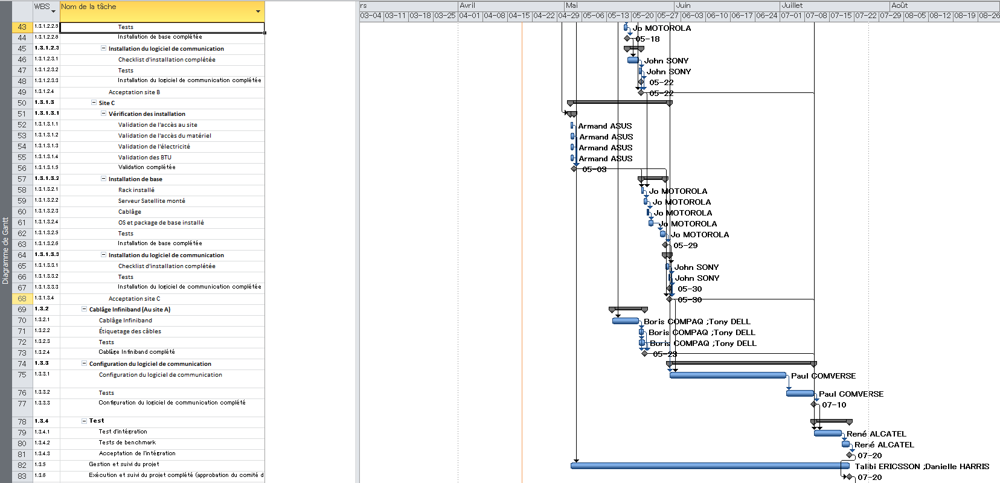 WBS Nom de la tâche rs Avril Mai Juin Juillet Août
03-04 03-11 03-18 03-25 04-01 04-08 04-15 04-22 04-29 05-06 05-13 05-20 05-27 06-03 06-10 06-17 06-24 07-01 07-08 07-15 07-22 07-29 08-05 08-12 08-19 08-26
43 1.3.1.2.2.5 Tests Jo MOTOROLA
44 1.3.1.2.2.6 Installation de base complétée 05-18
45 1.3.1.2.3 Installation du logiciel de communication
46 1.3.1.2.3.1 Checklist d'installation complétée John SONY
47 1.3.1.2.3.2 Tests John SONY
48 1.3.1.2.3.3 Installation du logiciel de communication complétée 05-22
49 1.3.1.2.4 Acceptation site B 05-22
50 1.3.1.3 Site C
51 1.3.1.3.1 Vérification des installation
52 1.3.1.3.1.1 Validation de l'accès au site Armand ASUS
53 1.3.1.3.1.2 Validation de l'accès du matériel Armand ASUS
54 1.3.1.3.1.3 Validation de l'électricité Armand ASUS
55 1.3.1.3.1.4 Validation des BTU Armand ASUS
56 1.3.1.3.1.5 Validation complétée 05-03
57 1.3.1.3.2 Installation de base
58 1.3.1.3.2.1 Rack installé Jo MOTOROLA
59 1.3.1.3.2.2 Serveur Satellite monté Jo MOTOROLA
60 1.3.1.3.2.3 Cablâge Jo MOTOROLA
61 1.3.1.3.2.4 OS et package de base installé Jo MOTOROLA
62 1.3.1.3.2.5 Tests Jo MOTOROLA
63 1.3.1.3.2.6 Installation de base complétée 05-29
64 1.3.1.3.3 Installation du logiciel de communication
65 1.3.1.3.3.1 Checklist d'installation complétée John SONY
66 1.3.1.3.3.2 Tests John SONY
67 1.3.1.3.3.3 Installation du logiciel de communication complétée 05-30
68 1.3.1.3.4 Acceptation site C 05-30
69 1.3.2 Cablâge Infiniband (Au site A)
70 1.3.2.1 Cablâge Infiniband Boris COMPAQ ;Tony DELL
71 1.3.2.2 Étiquetage des câbles Boris COMPAQ ;Tony DELL
72 1.3.2.3 Tests Boris COMPAQ ;Tony DELL
73 1.3.2.4 Cablâge Infiniband complété 05-23
74 1.3.3 Configuration du logiciel de communication
75 1.3.3.1 Configuration du logiciel de communication Paul COMVERSE
76 1.3.3.2 Tests Paul COMVERSE
77 1.3.3.3 Configuration du logiciel de communication complété 07-10
78 1.3.4 Test
79 1.3.4.1 Test d'intégration René ALCATEL
80 1.3.4.2 Tests de benchmark René ALCATEL
81 1.3.4.3 Acceptation de l'intégration 07-20
82 1.3.5 Gestion et suivi du projet Talibi ERICSSON ;Danielle HARRIS
83 1.3.6 Exécution et suivi du projet complété (approbation du comité d 07-20
Diagramme de Gantt